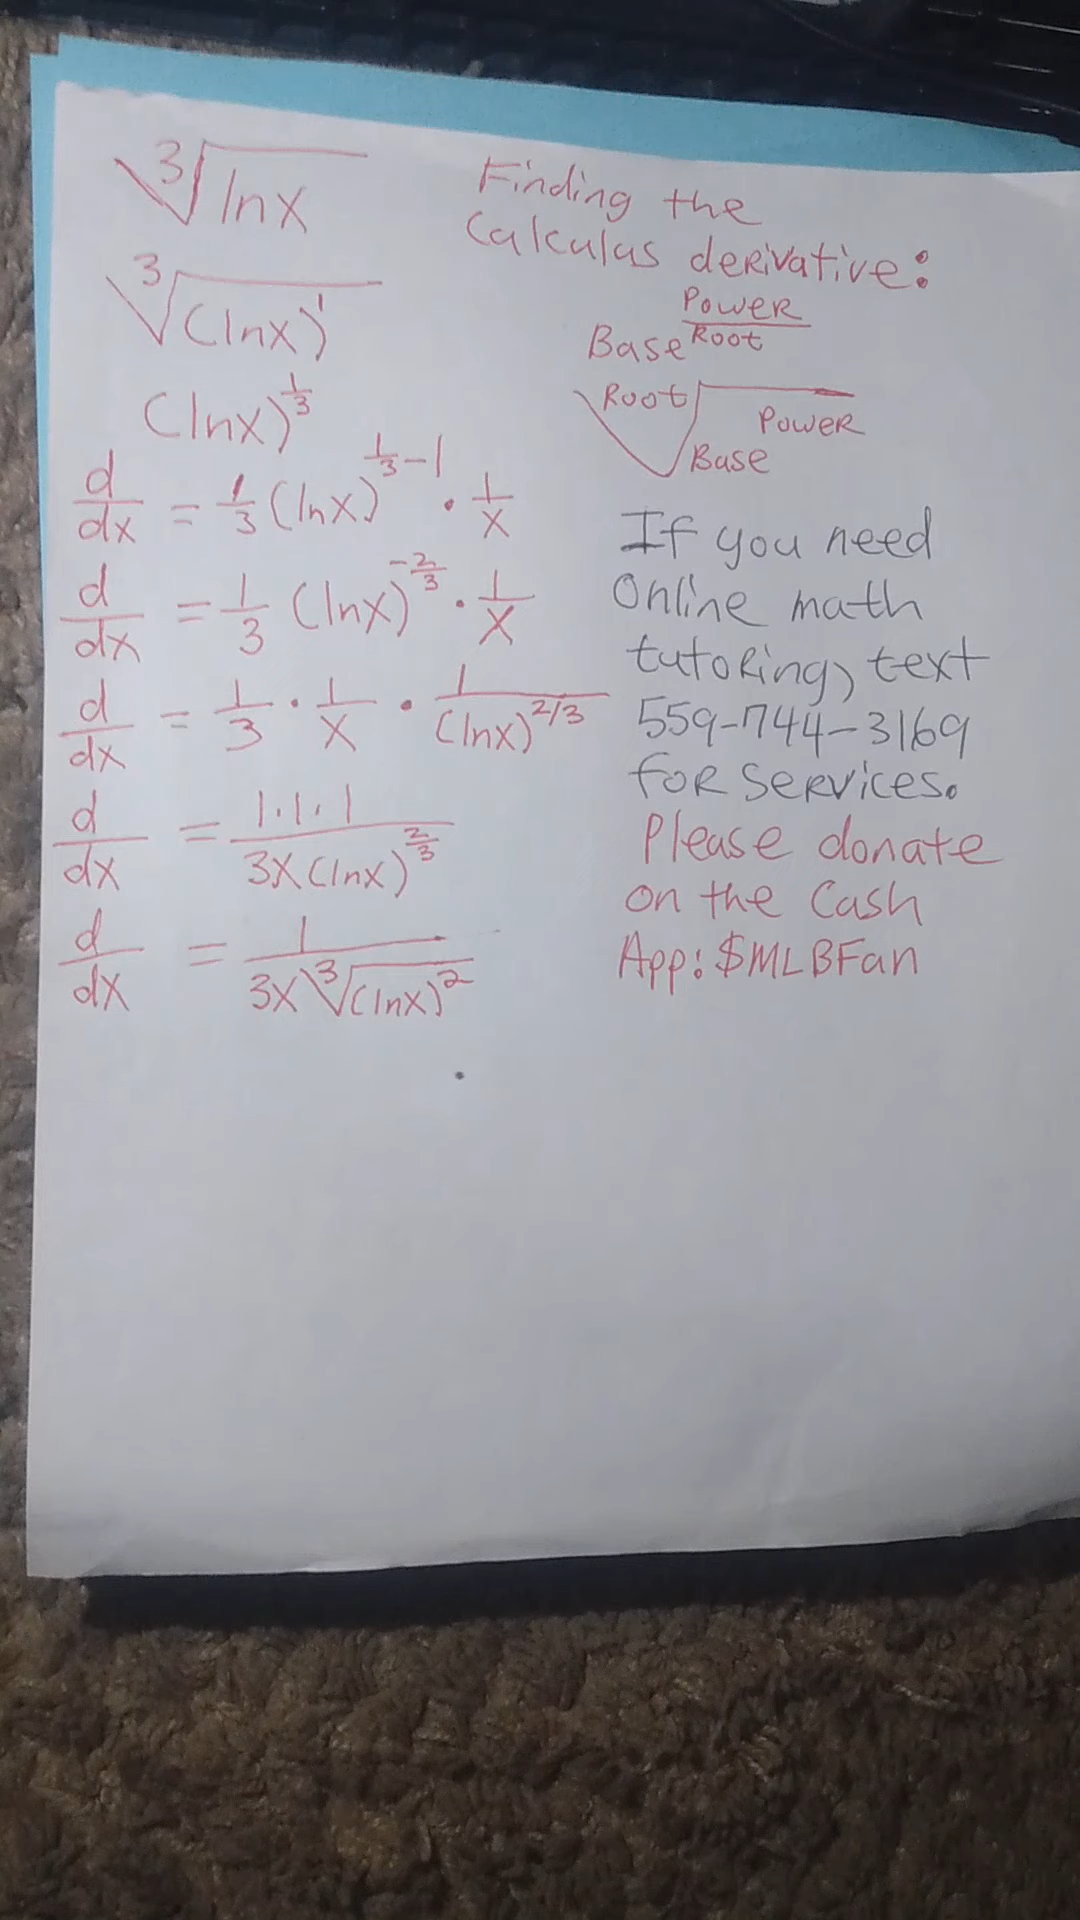 ∛lnx
∛(lnx)¹
(lnx)^(1/3)
d/dx = 1/3 (lnx)^(1/3 - 1) · 1/x
d/dx = 1/3 (lnx)^(-2/3) · 1/x
d/dx = 1/3 · 1/x · 1/(lnx)^(2/3)
d/dx = 1·1·1/3x(lnx)^(2/3)
d/dx = 1/3x∛(lnx)²
Finding the
Calculus derivative:
Base^(Power/Root)
Root Power
Base
If you need
Online math
tutoring, text
559-744-3169
for services.
Please donate
on the Cash
App: $MLBFan